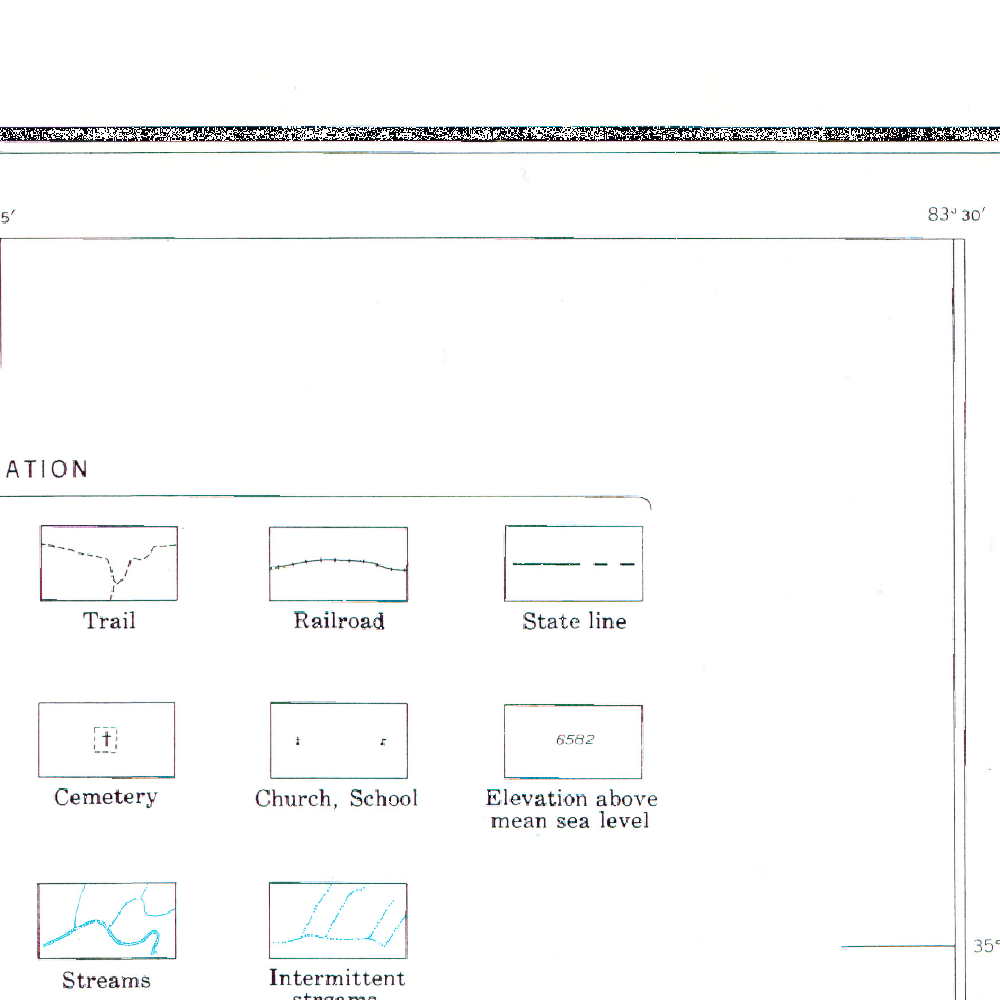 5′
83° 30′
ATION
Trail
Railroad
State line
6582
Cemetery
Church, School
Elevation above
mean sea level
35°
Streams
Intermittent
streams